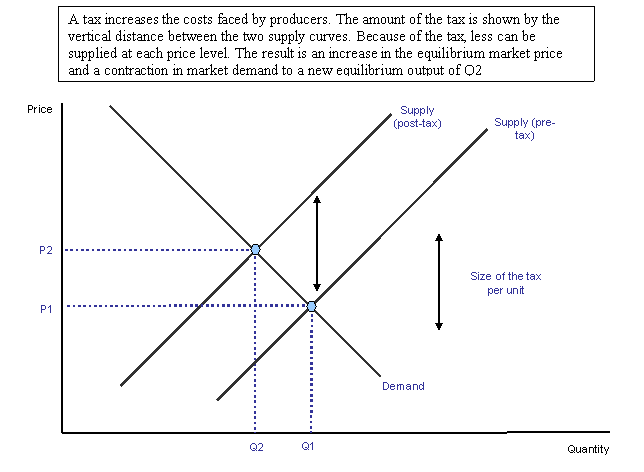 A tax increases the costs faced by producers. The amount of the tax is shown by the
vertical distance between the two supply curves. Because of the tax, less can be
supplied at each price level. The result is an increase in the equilibrium market price
and a contraction in market demand to a new equilibrium output of Q2
Price
Supply
(post-tax)
Supply (pre-
tax)
P2
Size of the tax
per unit
P1
Demand
Q2
Q1
Quantity